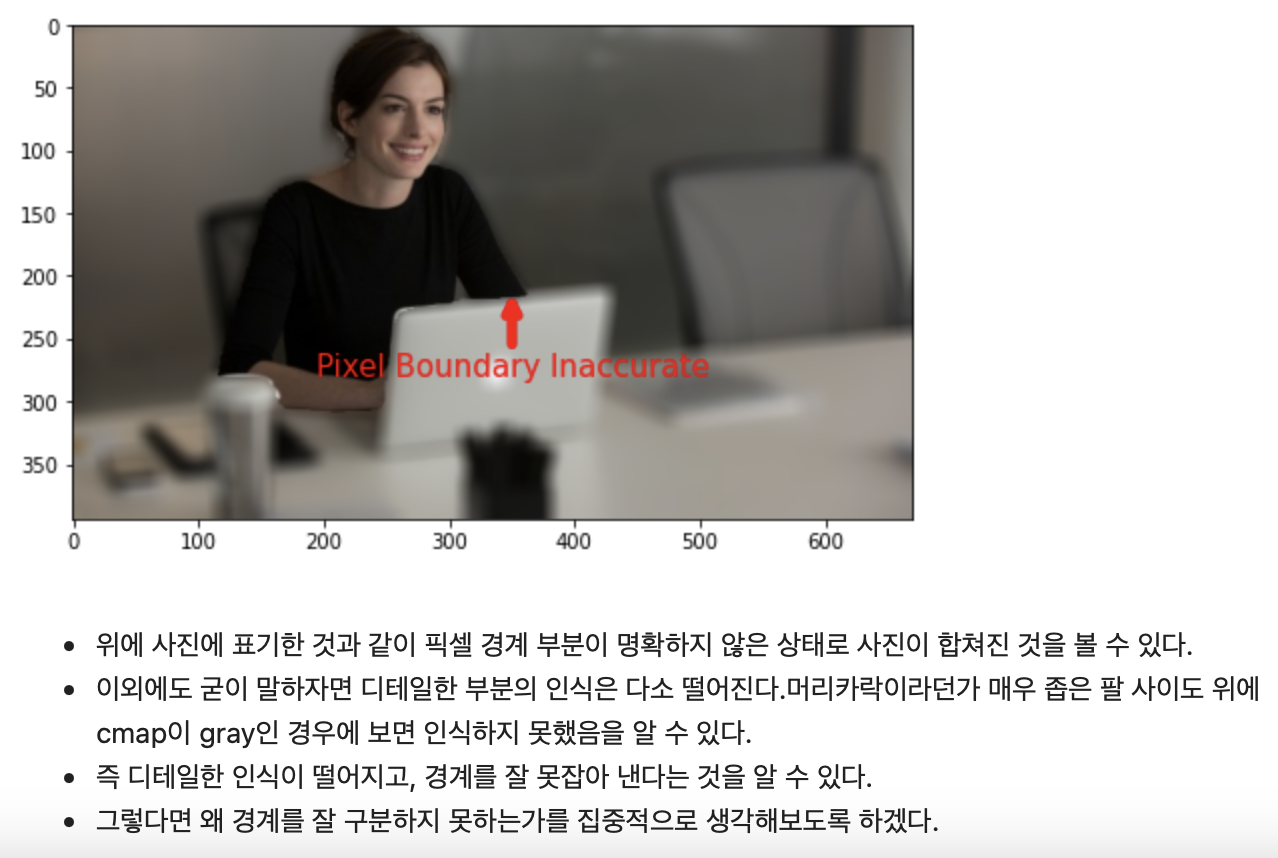 0
50
100
150
200
250
300
350
Pixel Boundary Inaccurate
0 100 200 300 400 500 600
• 위에 사진에 표기한 것과 같이 픽셀 경계 부분이 명확하지 않은 상태로 사진이 합쳐진 것을 볼 수 있다.
• 이외에도 굳이 말하자면 디테일한 부분의 인식은 다소 떨어진다.머리카락이라던가 매우 좁은 팔 사이도 위에
cmap이 gray인 경우에 보면 인식하지 못했음을 알 수 있다.
• 즉 디테일한 인식이 떨어지고, 경계를 잘 못잡아 낸다는 것을 알 수 있다.
• 그렇다면 왜 경계를 잘 구분하지 못하는가를 집중적으로 생각해보도록 하겠다.